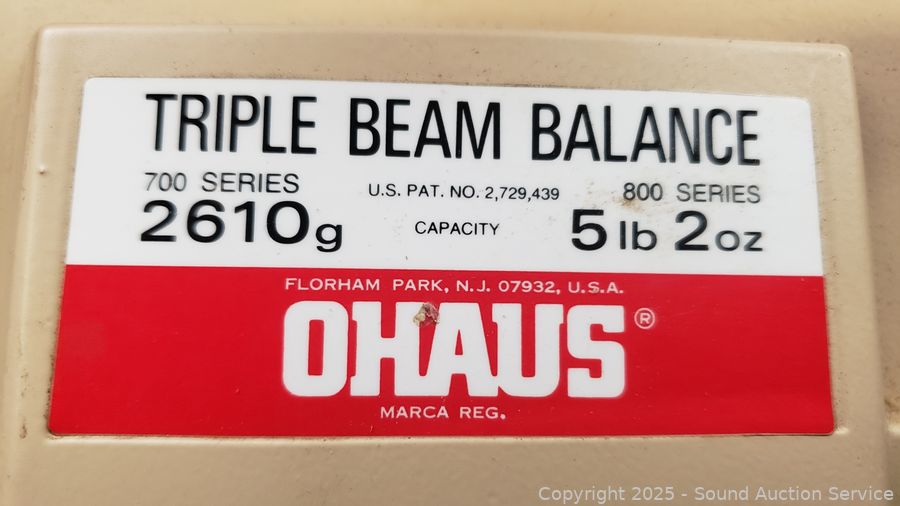 TRIPLE BEAM BALANCE
700 SERIES U.S. PAT. NO. 2,729,439 800 SERIES
2610g CAPACITY 5 lb 2 oz
FLORHAM PARK, N.J. 07932, U.S.A.
OHAUS®
MARCA REG.
Copyright 2025 - Sound Auction Service